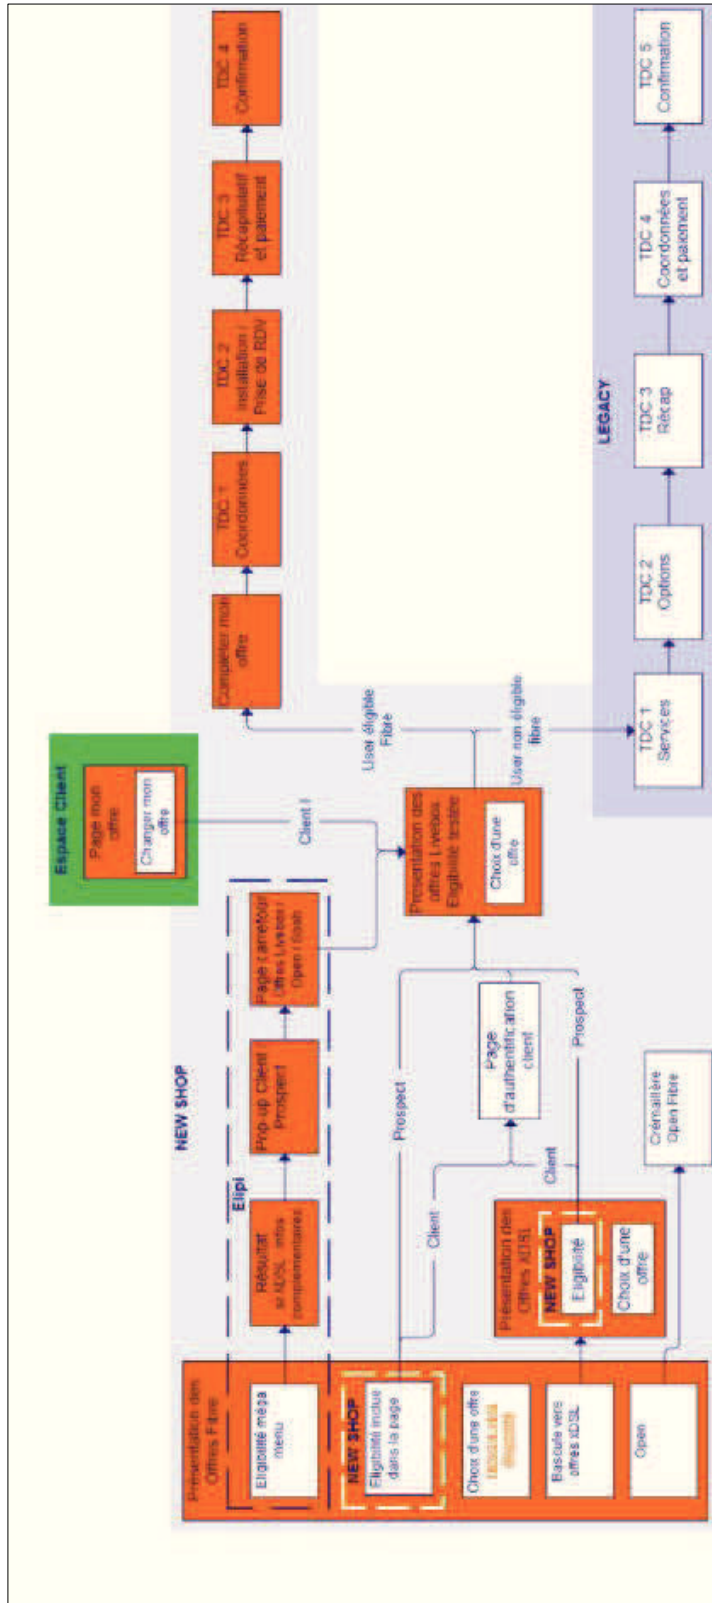 Espace Client
Page mon
offre
Changer mon
offre
NEW SHOP
Présentation des
Offres Fibre
Elipi
Eligibilité méga
menu
Résultat
si xDSL infos
complémentaires
Pop-up Client /
Prospect
Page carrefour
Offres Livebox /
Open / Sosh
Client I
Compléter mon
offre
TDC 1
Coordonnées
TDC 2
Installation /
Prise de RDV
TDC 3
Récapitulatif
et paiement
TDC 4
Confirmation
NEW SHOP
Eligibilité inclue
dans la page
Prospect
Client
Page
d'authentification
client
Présentation des
offres Livebox
Eligibilité testée
Choix d'une
offre
User éligible
Fibre
User non éligible
fibre
Choix d'une offre
Bascule vers
offres xDSL
Open
Présentation des
Offres ADSL
NEW SHOP
Eligibilité
Choix d'une
offre
Client
Prospect
Crémaillère
Open Fibre
LEGACY
TDC 1
Services
TDC 2
Options
TDC 3
Récap
TDC 4
Coordonnées
et paiement
TDC 5
Confirmation